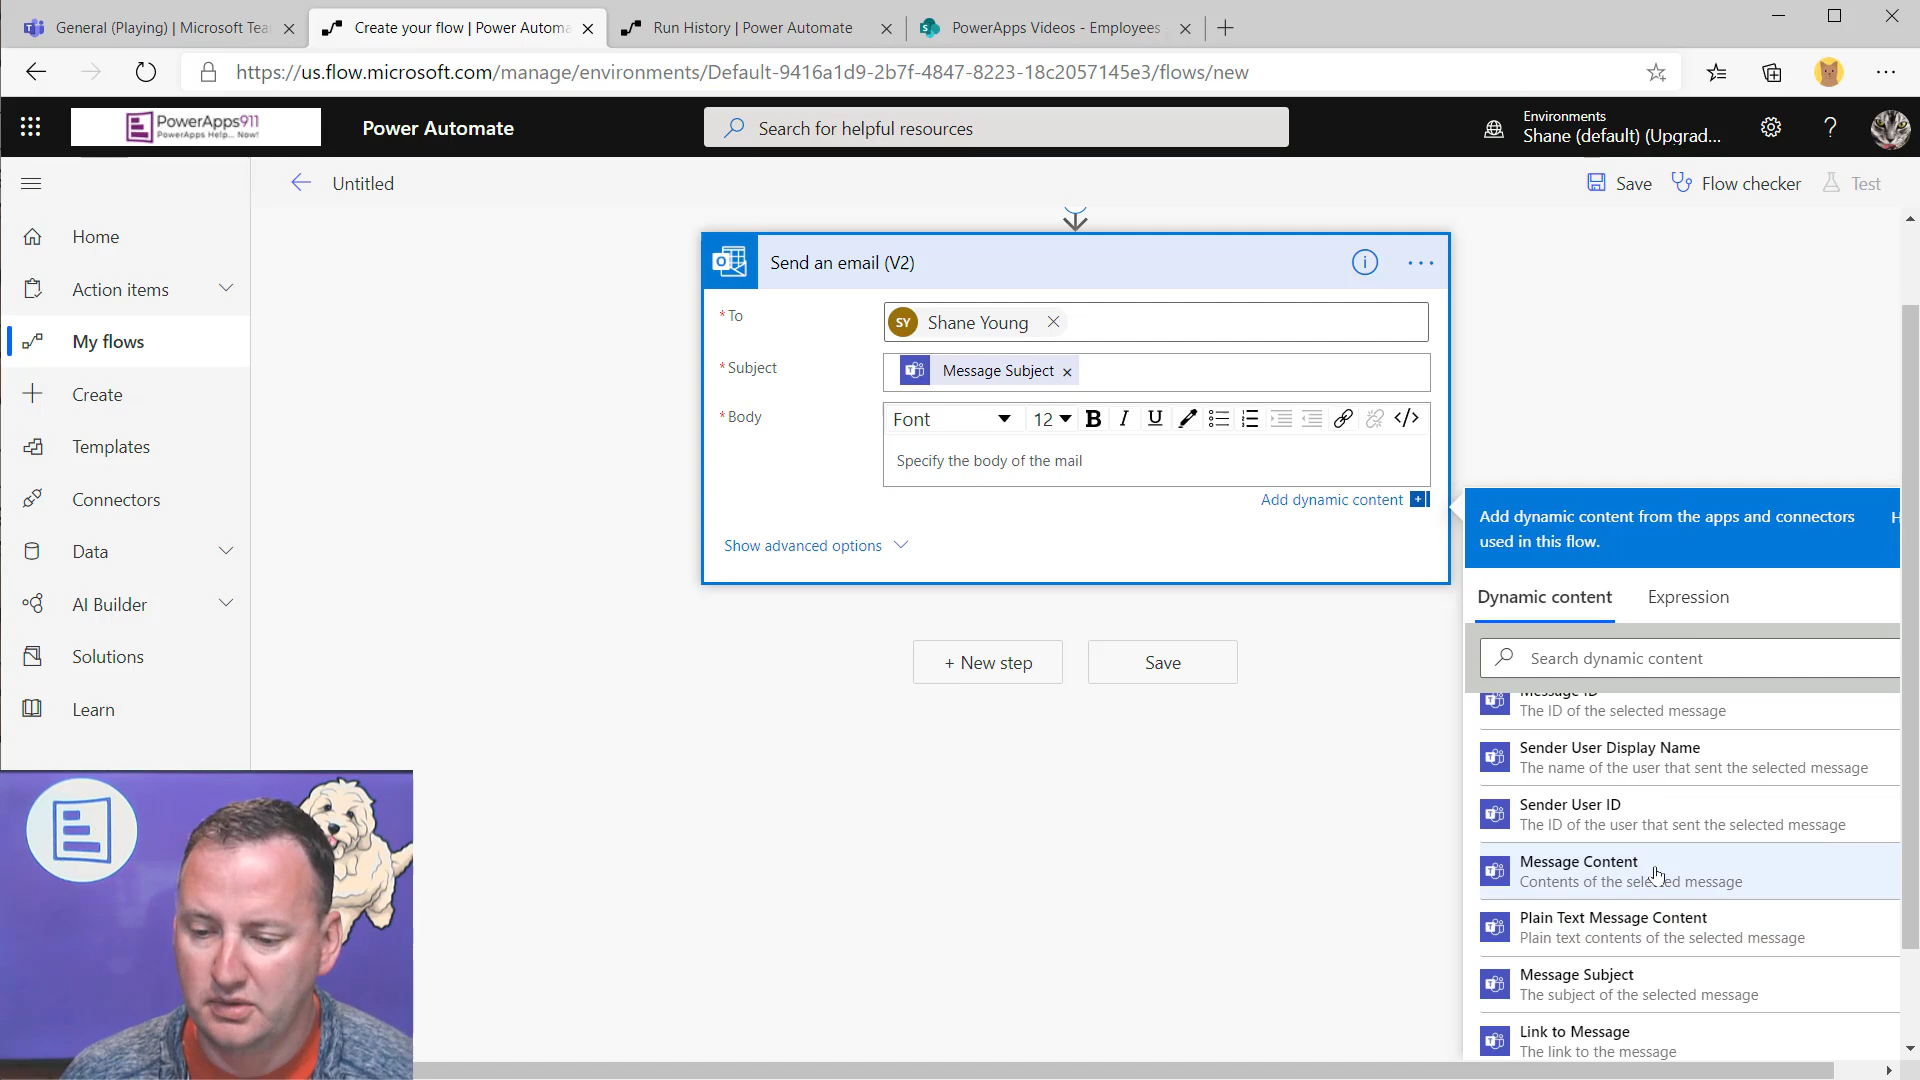 General (Playing) | Microsoft Tea
Create your flow | Power Automa
Run History | Power Automate
PowerApps Videos - Employees -
https://us.flow.microsoft.com/manage/environments/Default-9416a1d9-2b7f-4847-8223-18c2057145e3/flows/new
PowerApps911
PowerApps Help... Now!
Power Automate
Search for helpful resources
Environments
Shane (default) (Upgrad...
?
Untitled
Save
Flow checker
Test
Home
Action items
My flows
Create
Templates
Connectors
Data
AI Builder
Solutions
Learn
Send an email (V2)
* To
SY
Shane Young
* Subject
Message Subject
* Body
Font
12
B I U
Specify the body of the mail
Add dynamic content
Show advanced options
+ New step
Save
Add dynamic content from the apps and connectors
used in this flow.
H
Dynamic content
Expression
Search dynamic content
Message ID
The ID of the selected message
Sender User Display Name
The name of the user that sent the selected message
Sender User ID
The ID of the user that sent the selected message
Message Content
Contents of the selected message
Plain Text Message Content
Plain text contents of the selected message
Message Subject
The subject of the selected message
Link to Message
The link to the message